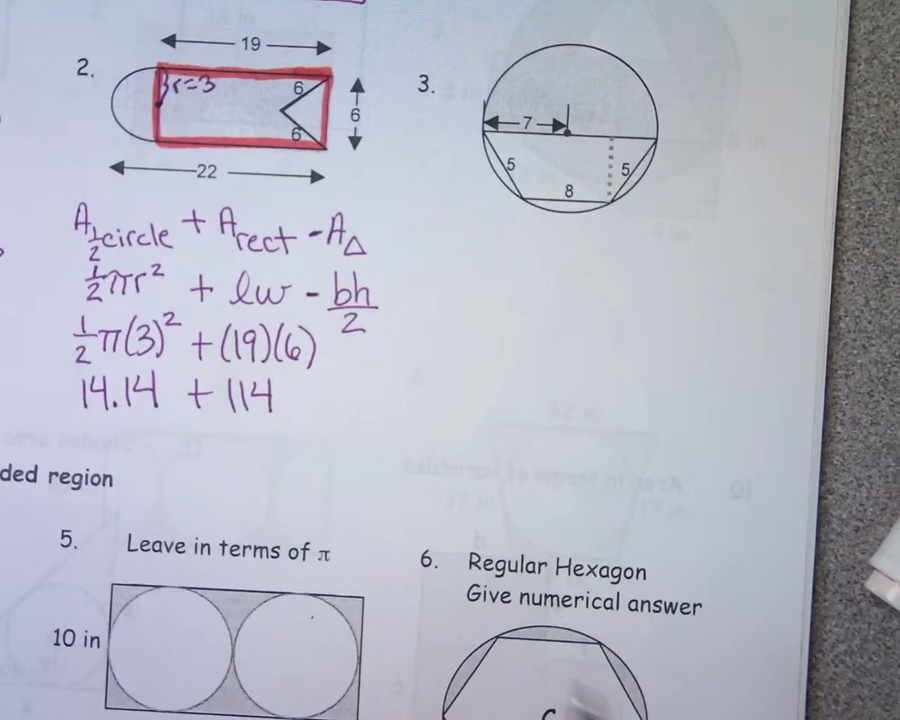 2.
19
r=3
6
6
6
22
A½circle + Arect - A△
½πr² + lw - bh/2
½π(3)² + (19)(6)
14.14 + 114
3.
7
5
5
8
ded region
5. Leave in terms of π
10 in
6. Regular Hexagon
Give numerical answer